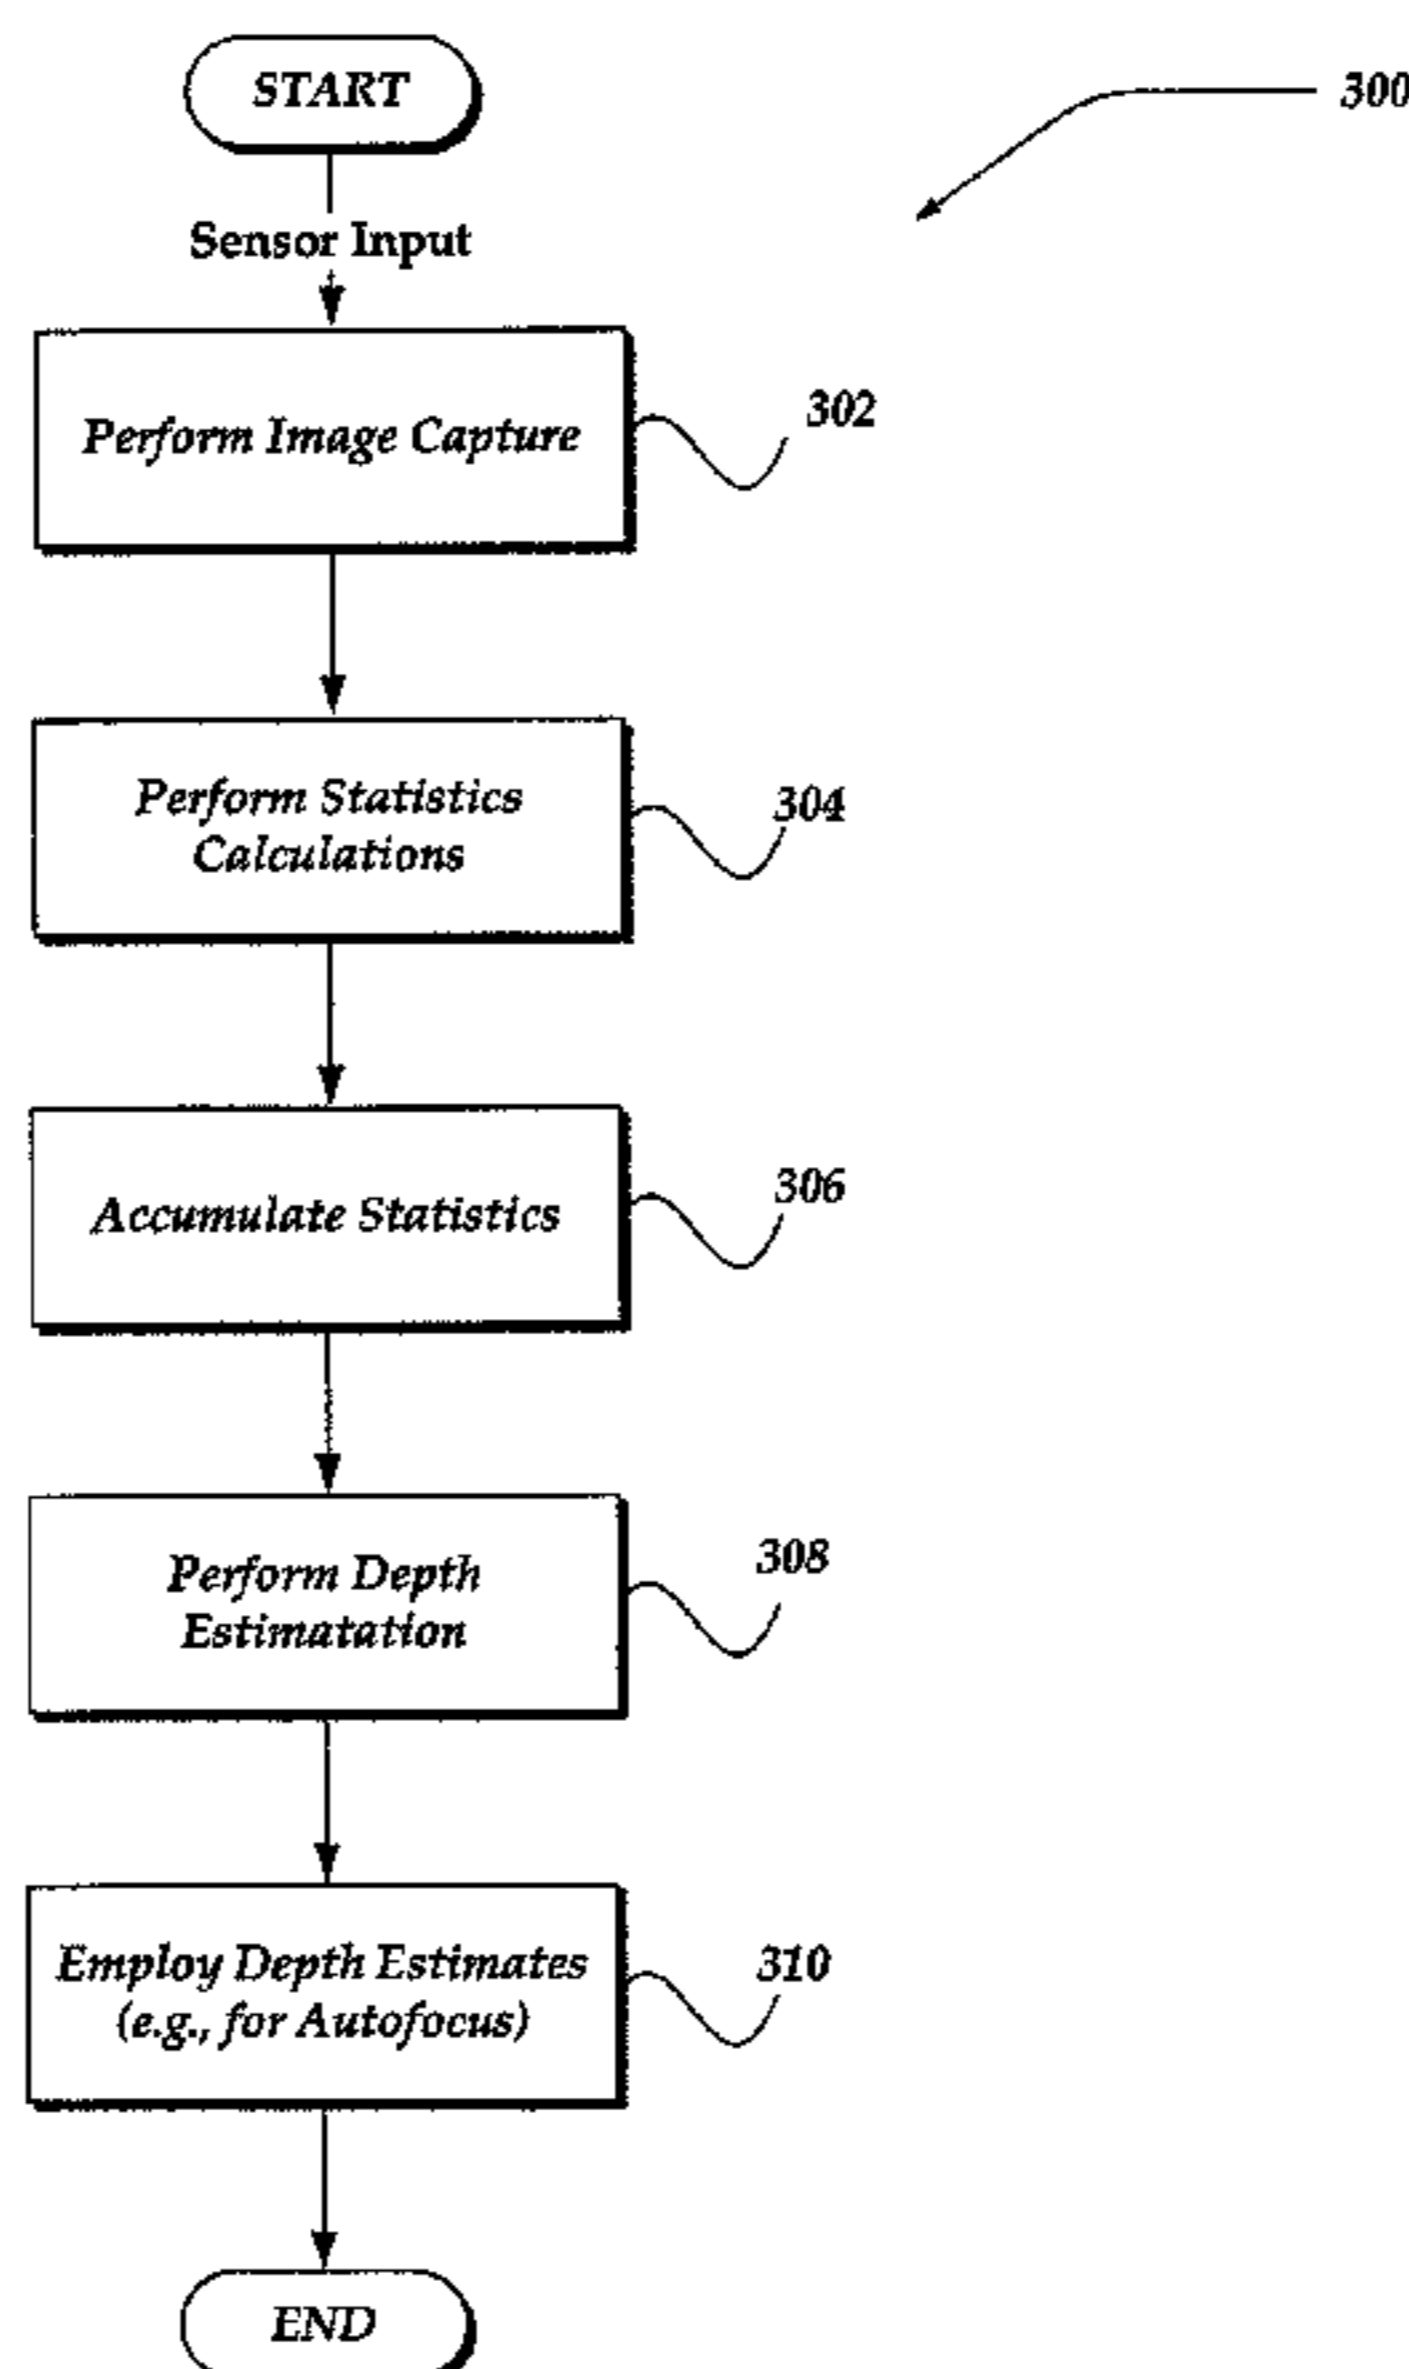 START
300
Sensor Input
Perform Image Capture
302
Perform Statistics
Calculations
304
Accumulate Statistics
306
Perform Depth
Estimatation
308
Employ Depth Estimates
(e.g., for Autofocus)
310
END